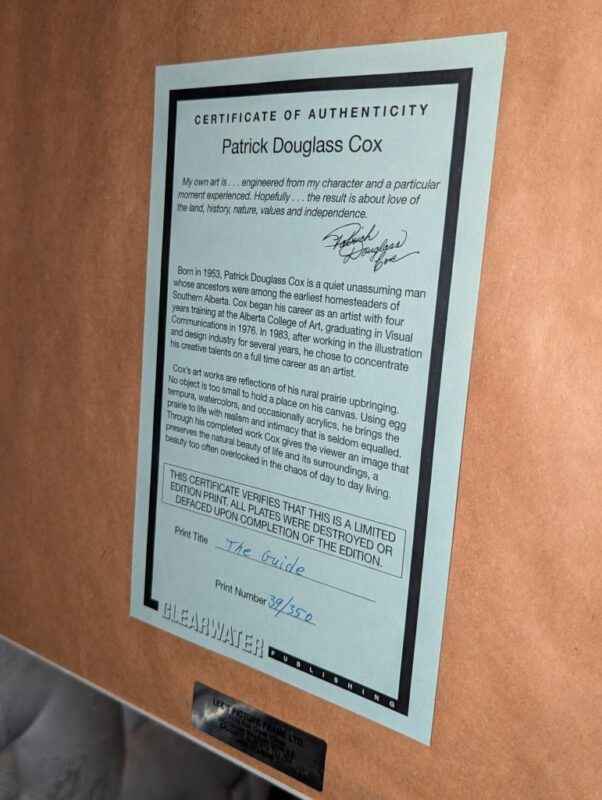 CERTIFICATE OF AUTHENTICITY
Patrick Douglass Cox
My own art is . . . engineered from my character and a particular
moment experienced. Hopefully . . . the result is about love of
the land, history, nature, values and independence.
Patrick
Douglass
Cox
Born in 1953, Patrick Douglass Cox is a quiet unassuming man
whose ancestors were among the earliest homesteaders of
Southern Alberta. Cox began his career as an artist with four
years training at the Alberta College of Art, graduating in Visual
Communications in 1976. In 1983, after working in the illustration
and design industry for several years, he chose to concentrate
his creative talents on a full time career as an artist.
Cox's art works are reflections of his rural prairie upbringing.
No object is too small to hold a place on his canvas. Using egg
tempura, watercolors, and occasionally acrylics, he brings the
prairie to life with realism and intimacy that is seldom equalled.
Through his completed work Cox gives the viewer an image that
preserves the natural beauty of life and its surroundings, a
beauty too often overlooked in the chaos of day to day living.
THIS CERTIFICATE VERIFIES THAT THIS IS A LIMITED
EDITION PRINT. ALL PLATES WERE DESTROYED OR
DEFACED UPON COMPLETION OF THE EDITION.
Print Title The Guide
Print Number 39/350
CLEARWATER
PUBLISHING
LTD.